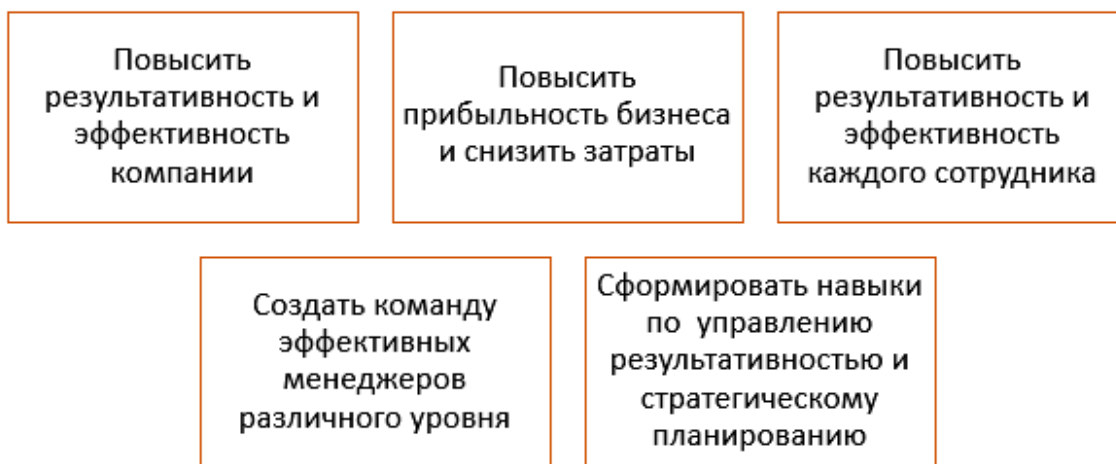 Повысить
результативность и
эффективность
компании
Повысить
прибыльность бизнеса
и снизить затраты
Повысить
результативность и
эффективность
каждого сотрудника
Создать команду
эффективных
менеджеров
различного уровня
Сформировать навыки
по управлению
результативностью и
стратегическому
планированию